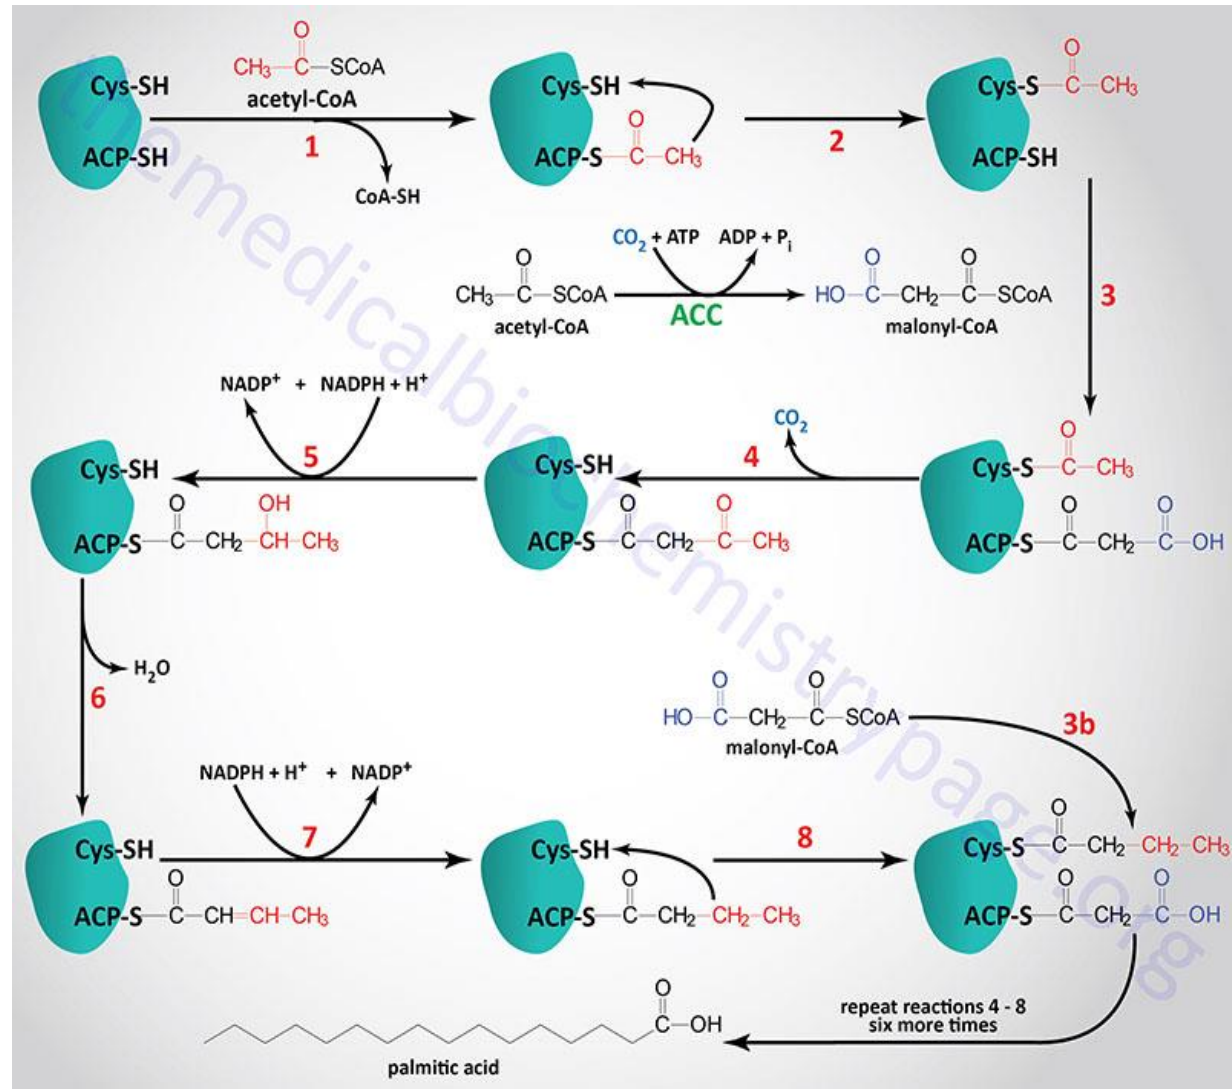 O
CH3—C—SCoA
acetyl-CoA
Cys-SH
ACP-SH
1
CoA-SH
Cys-SH
O
ACP-S—C—CH3
2
O
Cys-S—C—CH3
ACP-SH
CO2 + ATP ADP + Pi
O
CH3—C—SCoA
acetyl-CoA
ACC
O O
HO—C—CH2—C—SCoA
malonyl-CoA
3
NADP+ + NADPH + H+
5
CO2
4
O
Cys-S—C—CH3
O O
ACP-S—C—CH2—C—OH
Cys-SH
O O
ACP-S—C—CH2—C—CH3
Cys-SH
O OH
ACP-S—C—CH2—CH—CH3
H2O
6
O O
HO—C—CH2—C—SCoA
malonyl-CoA
3b
NADPH + H+ + NADP+
7
Cys-SH
O
ACP-S—C—CH=CH—CH3
Cys-SH
O
ACP-S—C—CH2—CH2—CH3
8
O
Cys-S—C—CH2—CH2—CH3
O O
ACP-S—C—CH2—C—OH
repeat reactions 4 - 8
six more times
O
C—OH
palmitic acid
themedicalbiochemistrypage.org